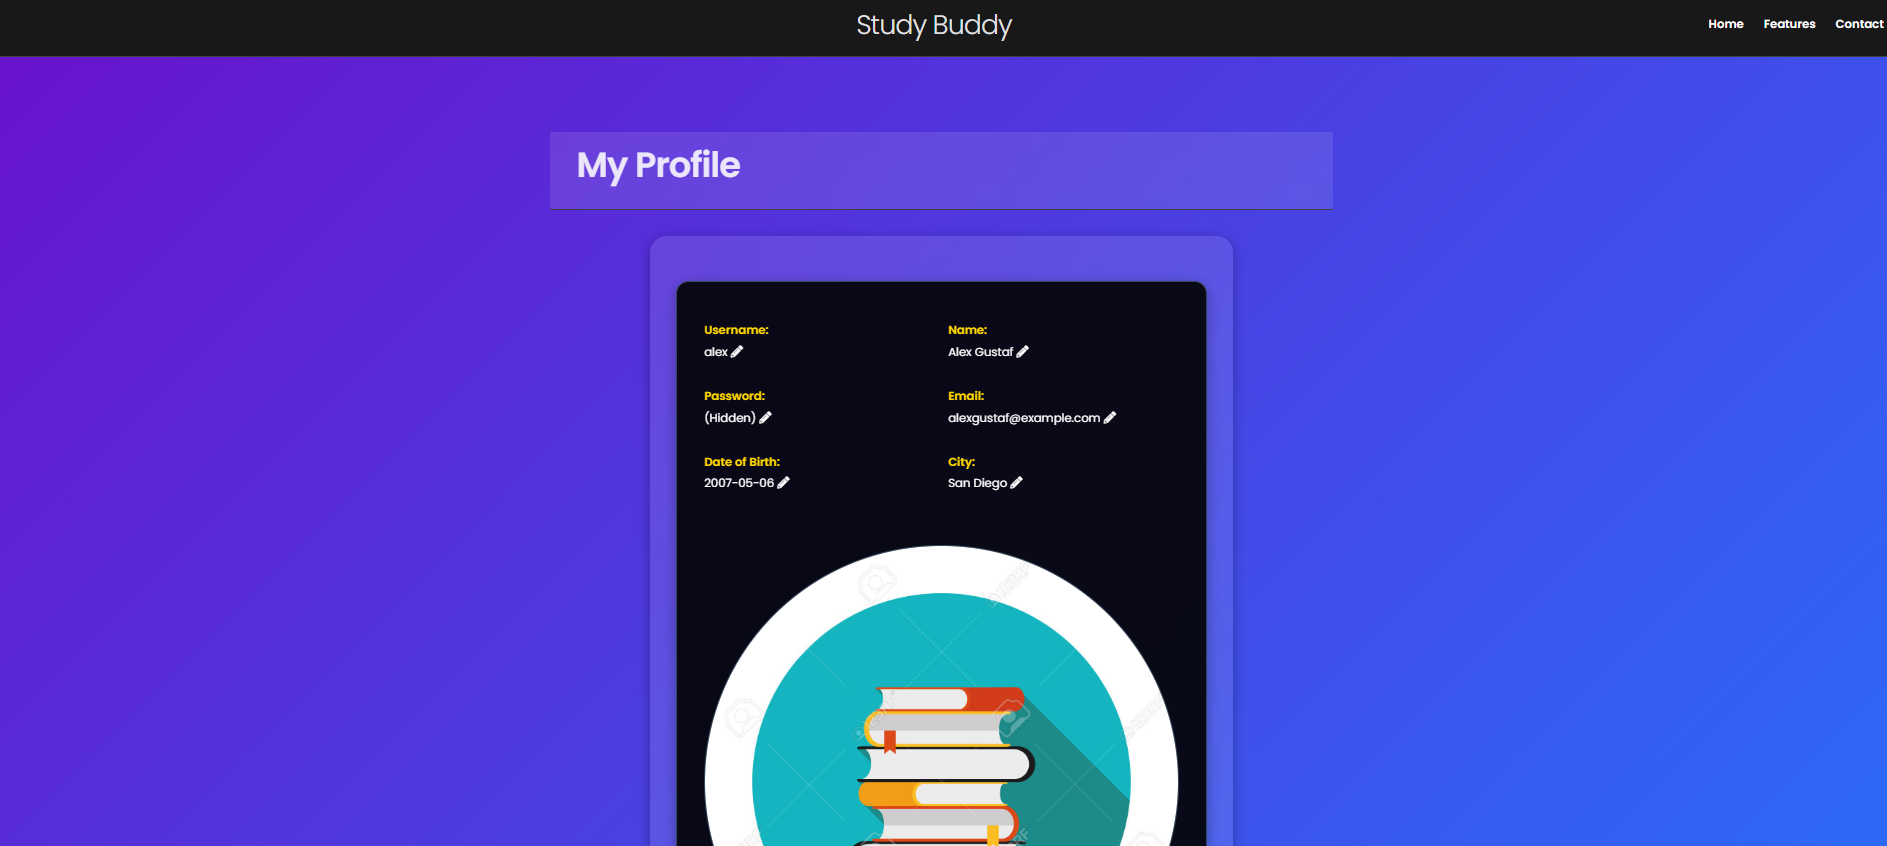 Study Buddy
Home Features Contact
My Profile
Username:
alex
Name:
Alex Gustaf
Password:
(Hidden)
Email:
alexgustaf@example.com
Date of Birth:
2007-05-06
City:
San Diego